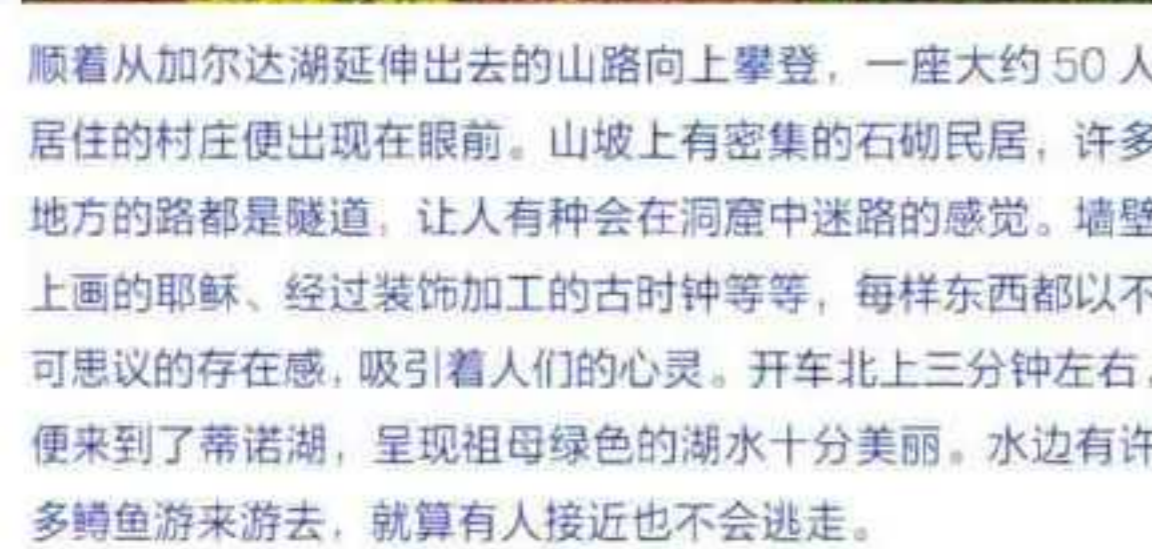 顺着从加尔达湖延伸出去的山路向上攀登，一座大约50人
居住的村庄便出现在眼前。山坡上有密集的石砌民居，许多
地方的路都是隧道，让人有种会在洞窟中迷路的感觉。墙壁
上画的耶稣、经过装饰加工的古时钟等等，每样东西都以不
可思议的存在感，吸引着人们的心灵。开车北上三分钟左右，
便来到了蒂诺湖，呈现祖母绿色的湖水十分美丽。水边有许
多鳟鱼游来游去，就算有人接近也不会逃走。